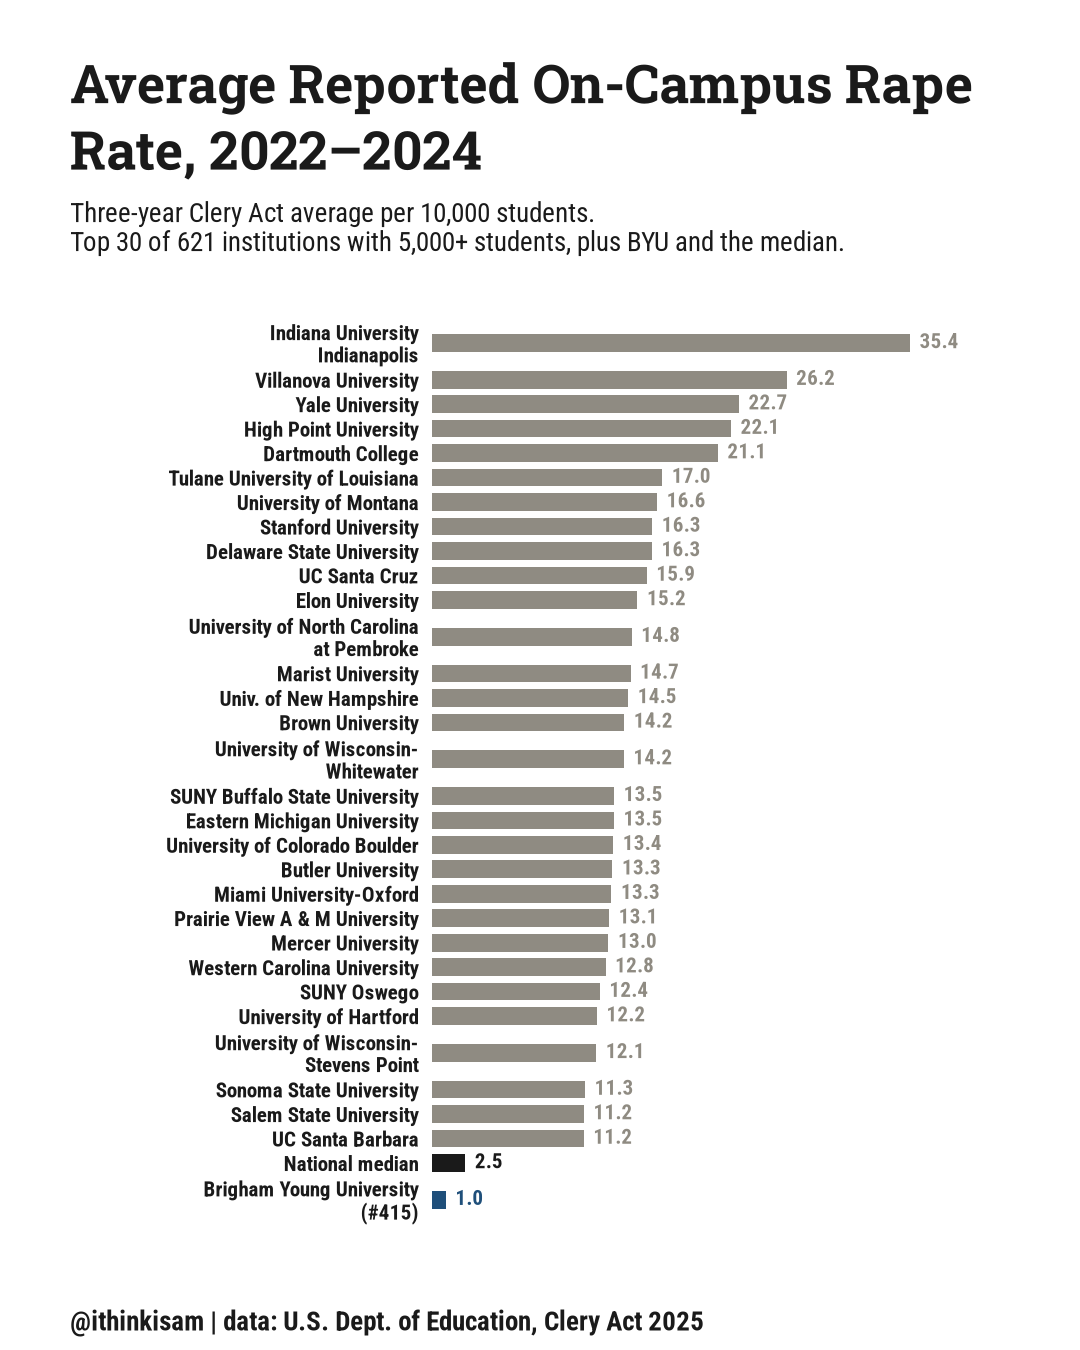 Average Reported On-Campus Rape
Rate, 2022–2024
Three-year Clery Act average per 10,000 students.
Top 30 of 621 institutions with 5,000+ students, plus BYU and the median.
Indiana University
Indianapolis
35.4
Villanova University 26.2
Yale University 22.7
High Point University 22.1
Dartmouth College 21.1
Tulane University of Louisiana 17.0
University of Montana 16.6
Stanford University 16.3
Delaware State University 16.3
UC Santa Cruz 15.9
Elon University 15.2
University of North Carolina
at Pembroke
14.8
Marist University 14.7
Univ. of New Hampshire 14.5
Brown University 14.2
University of Wisconsin-
Whitewater
14.2
SUNY Buffalo State University 13.5
Eastern Michigan University 13.5
University of Colorado Boulder 13.4
Butler University 13.3
Miami University-Oxford 13.3
Prairie View A & M University 13.1
Mercer University 13.0
Western Carolina University 12.8
SUNY Oswego 12.4
University of Hartford 12.2
University of Wisconsin-
Stevens Point
12.1
Sonoma State University 11.3
Salem State University 11.2
UC Santa Barbara 11.2
National median 2.5
Brigham Young University
(#415)
1.0
@ithinkisam | data: U.S. Dept. of Education, Clery Act 2025